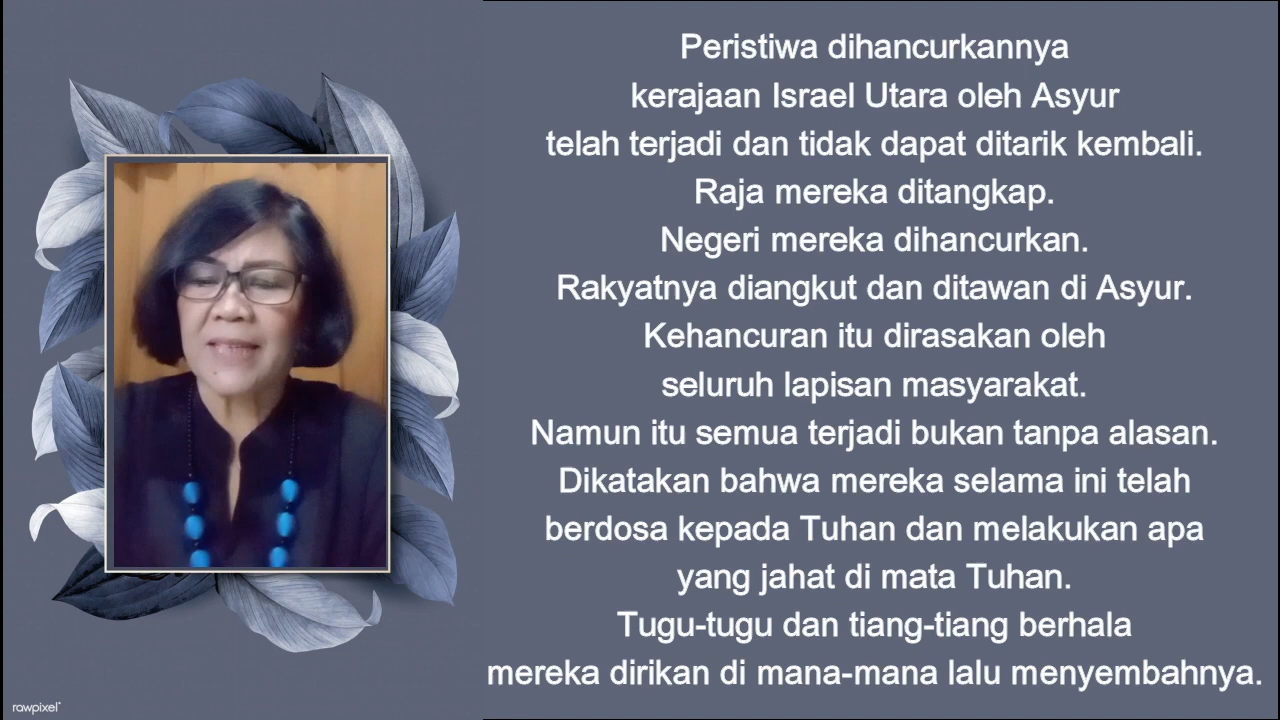 Peristiwa dihancurkannya
kerajaan Israel Utara oleh Asyur
telah terjadi dan tidak dapat ditarik kembali.
Raja mereka ditangkap.
Negeri mereka dihancurkan.
Rakyatnya diangkut dan ditawan di Asyur.
Kehancuran itu dirasakan oleh
seluruh lapisan masyarakat.
Namun itu semua terjadi bukan tanpa alasan.
Dikatakan bahwa mereka selama ini telah
berdosa kepada Tuhan dan melakukan apa
yang jahat di mata Tuhan.
Tugu-tugu dan tiang-tiang berhala
mereka dirikan di mana-mana lalu menyembahnya.
rawpixel